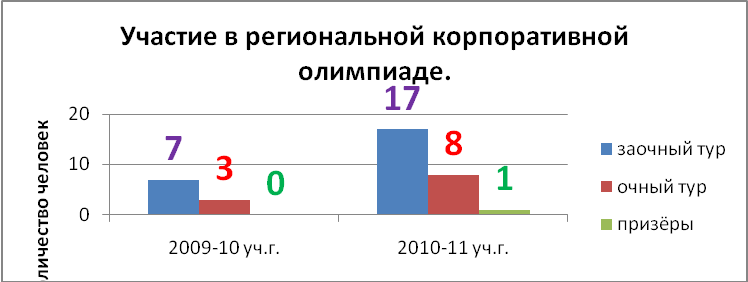 Участие в региональной корпоративной
олимпиаде.
оличество человек
20
10
0
7
3
0
17
8
1
2009-10 уч.г.
2010-11 уч.г.
заочный тур
очный тур
призёры